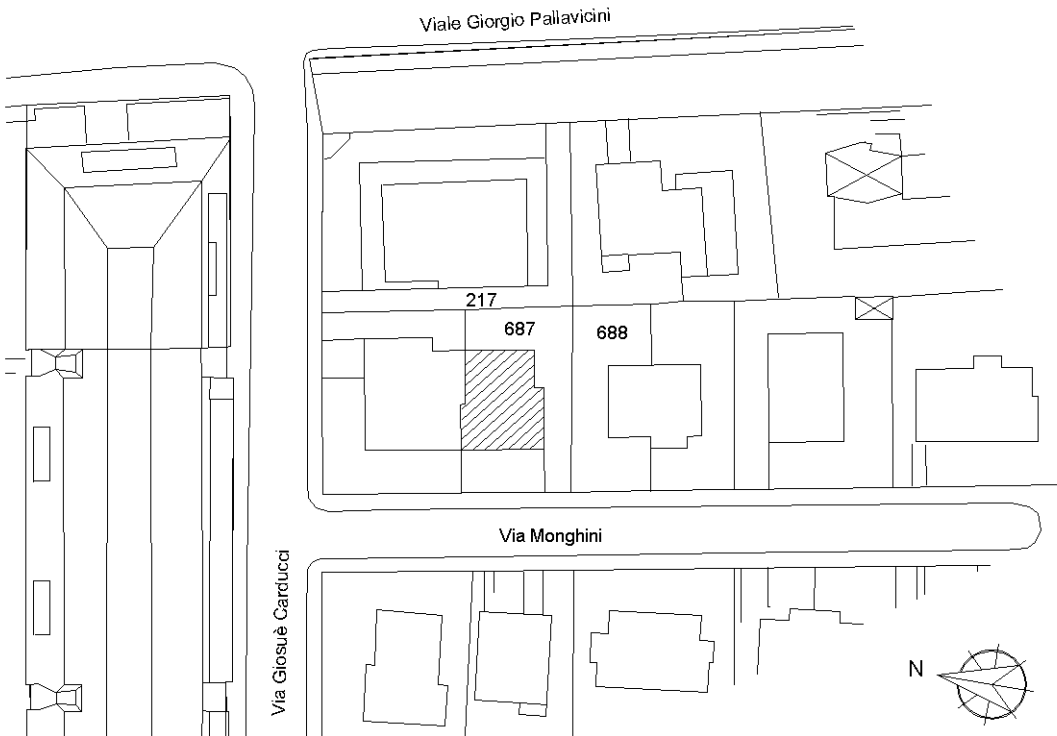 Viale Giorgio Pallavicini
217
687
688
Via Monghini
Via Giosuè Carducci
N